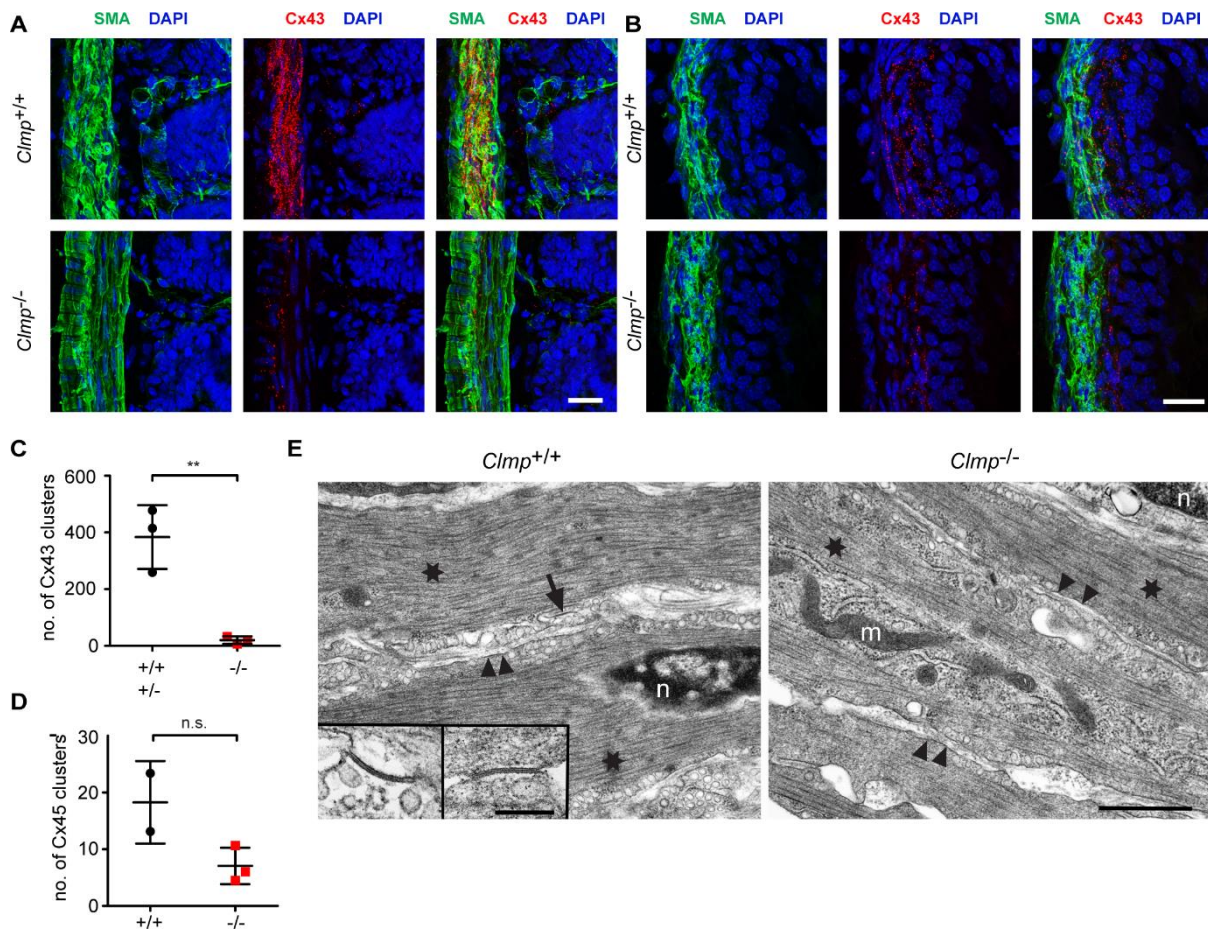 A
SMA DAPI
Cx43 DAPI
SMA Cx43 DAPI
Clmp+/+
Clmp-/-
B
SMA DAPI
Cx43 DAPI
SMA Cx43 DAPI
Clmp+/+
Clmp-/-
C
no. of Cx43 clusters
600
400
200
0
**
+/+
+/-
-/-
D
no. of Cx45 clusters
30
20
10
0
n.s.
+/+
-/-
E
Clmp+/+
n
Clmp-/-
n
m